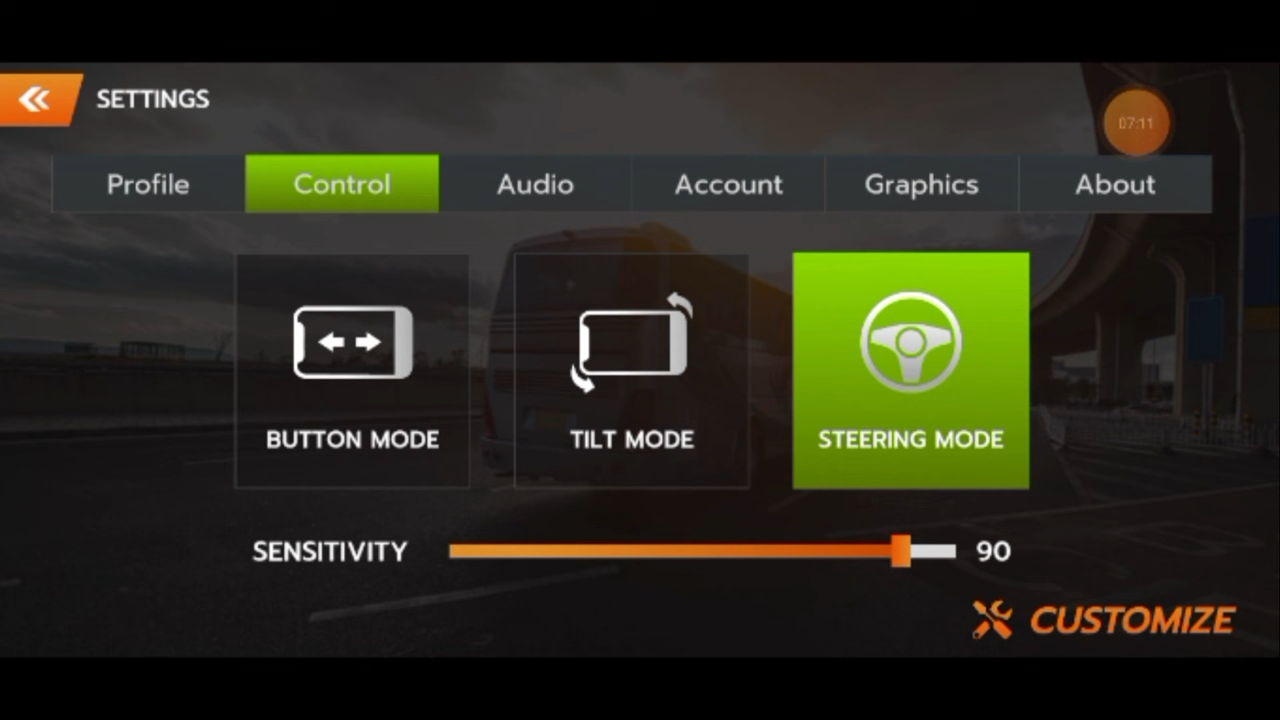 SETTINGS
07:11
Profile
Control
Audio
Account
Graphics
About
BUTTON MODE
TILT MODE
STEERING MODE
SENSITIVITY
90
CUSTOMIZE